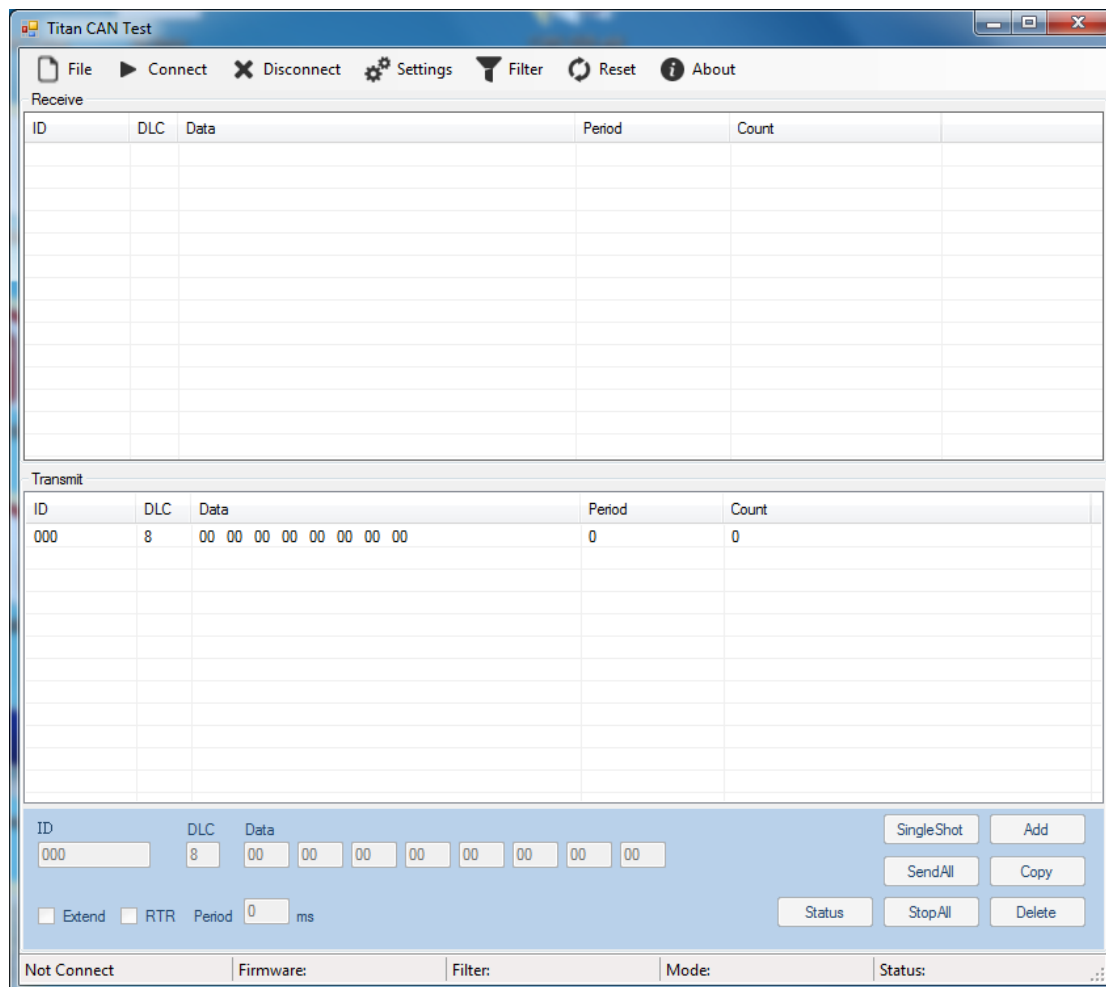 Titan CAN Test
File Connect Disconnect Settings Filter Reset About
Receive
ID DLC Data Period Count
Transmit
ID DLC Data Period Count
000 8 00 00 00 00 00 00 00 00 0 0
ID DLC Data SingleShot Add
000 8 00 00 00 00 00 00 00 00
SendAll Copy
Extend RTR Period 0 ms Status StopAll Delete
Not Connect Firmware: Filter: Mode: Status: